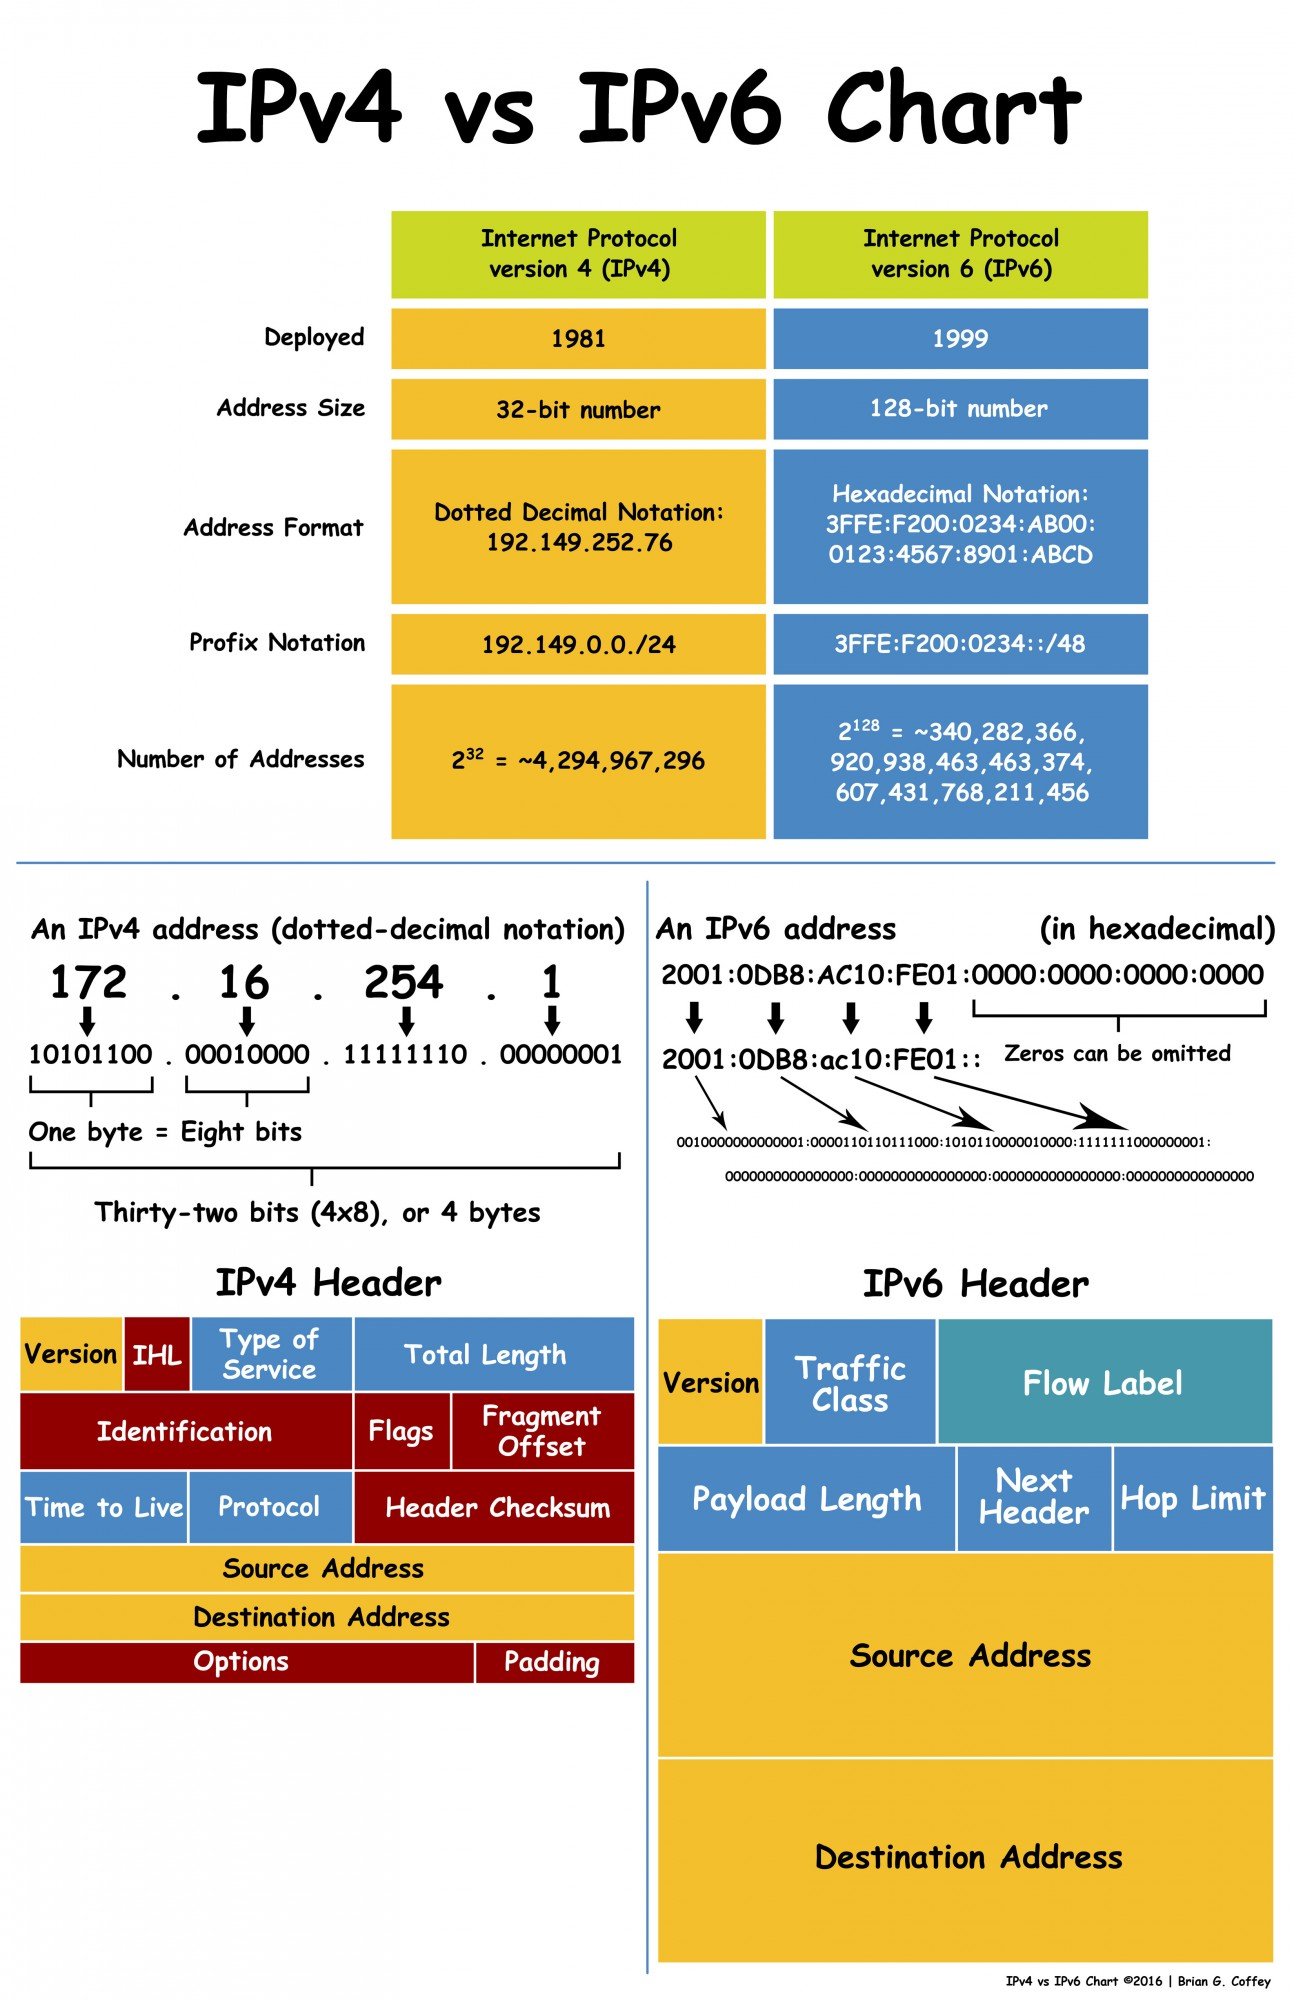 IPv4 vs IPv6 Chart
Internet Protocol
version 4 (IPv4)
Internet Protocol
version 6 (IPv6)
Deployed
1981
1999
Address Size
32-bit number
128-bit number
Address Format
Dotted Decimal Notation:
192.149.252.76
Hexadecimal Notation:
3FFE:F200:0234:AB00:
0123:4567:8901:ABCD
Profix Notation
192.149.0.0./24
3FFE:F200:0234::/48
Number of Addresses
2³² = ~4,294,967,296
2¹²⁸ = ~340,282,366,
920,938,463,463,374,
607,431,768,211,456
An IPv4 address (dotted-decimal notation)
172 . 16 . 254 . 1
10101100 . 00010000 . 11111110 . 00000001
One byte = Eight bits
Thirty-two bits (4x8), or 4 bytes
An IPv6 address (in hexadecimal)
2001:0DB8:AC10:FE01:0000:0000:0000:0000
2001:0DB8:ac10:FE01::
Zeros can be omitted
0010000000000001:0000110110111000:1010110000010000:1111111000000001:
0000000000000000:0000000000000000:0000000000000000:0000000000000000
IPv4 Header
Version
IHL
Type of
Service
Total Length
Identification
Flags
Fragment
Offset
Time to Live
Protocol
Header Checksum
Source Address
Destination Address
Options
Padding
IPv6 Header
Version
Traffic
Class
Flow Label
Payload Length
Next
Header
Hop Limit
Source Address
Destination Address
IPv4 vs IPv6 Chart ©2016 | Brian G. Coffey